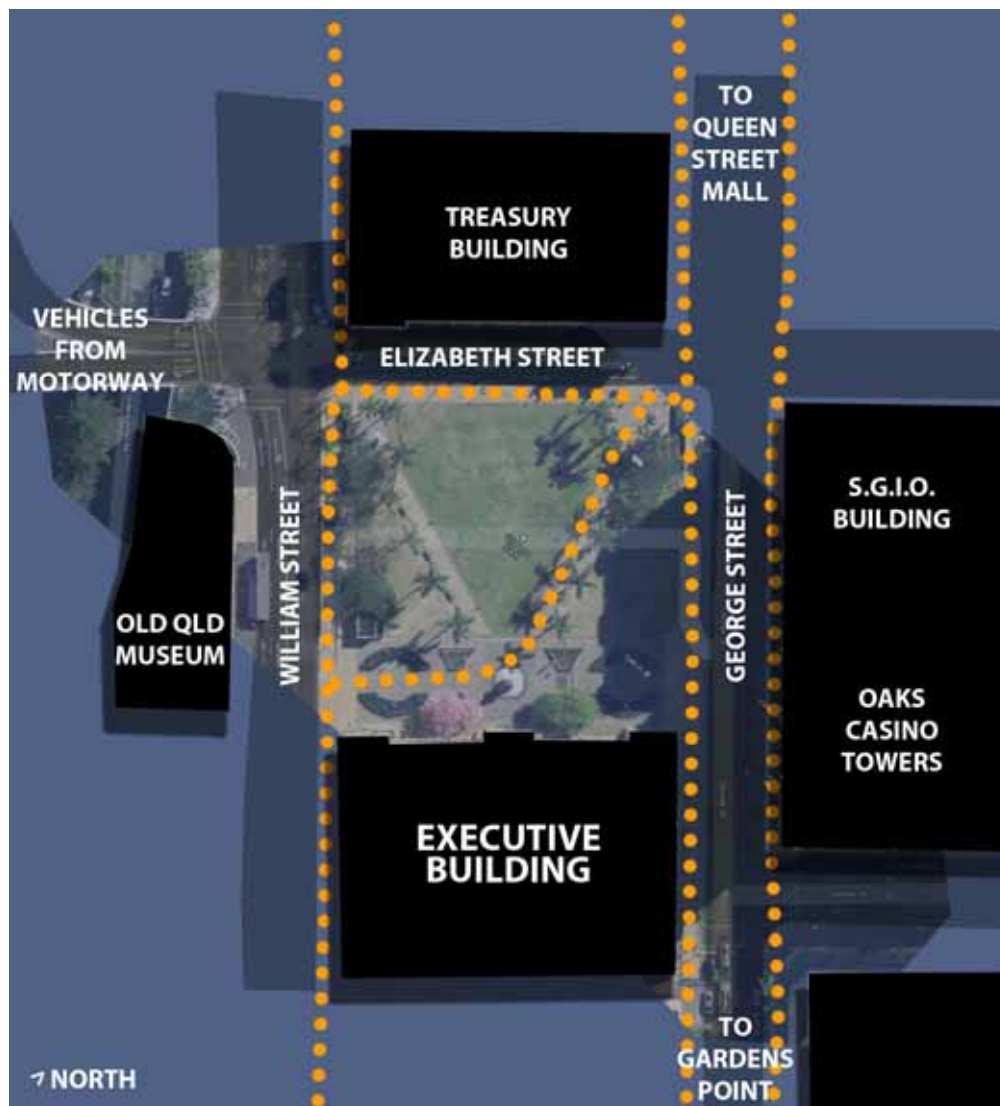 TO
QUEEN
STREET
MALL
TREASURY
BUILDING
VEHICLES
FROM
MOTORWAY
ELIZABETH STREET
S.G.I.O.
BUILDING
WILLIAM STREET
GEORGE STREET
OLD QLD
MUSEUM
OAKS
CASINO
TOWERS
EXECUTIVE
BUILDING
TO
GARDENS
POINT
NORTH